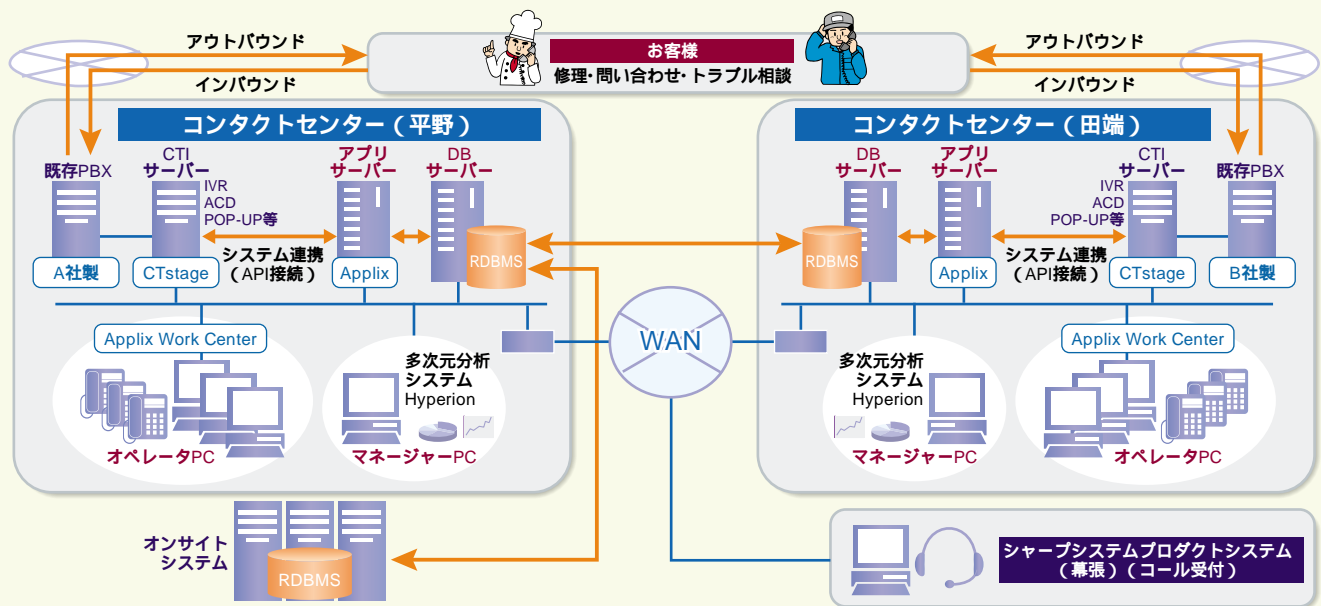 アウトバウンド
インバウンド
お客様
修理・問い合わせ・トラブル相談
アウトバウンド
インバウンド
コンタクトセンター（平野）
既存PBX
CTI
サーバー
IVR
ACD
POP-UP等
アプリ
サーバー
DB
サーバー
システム連携
（API接続）
RDBMS
A社製
CTstage
Applix
Applix Work Center
オペレータPC
多次元分析
システム
Hyperion
マネージャーPC
コンタクトセンター（田端）
DB
サーバー
アプリ
サーバー
IVR
ACD
POP-UP等
CTI
サーバー
既存PBX
RDBMS
システム連携
（API接続）
Applix
CTstage
B社製
多次元分析
システム
Hyperion
マネージャーPC
Applix Work Center
オペレータPC
WAN
オンサイト
システム
RDBMS
シャープシステムプロダクトシステム
（幕張）（コール受付）